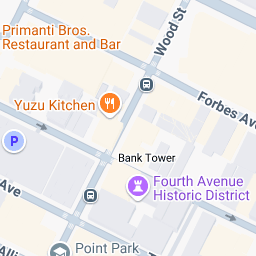 Primanti Bros.
Restaurant and Bar
Wood St
Yuzu Kitchen
Forbes Ave
P
Bank Tower
Fourth Avenue
Historic District
Ave
Point Park